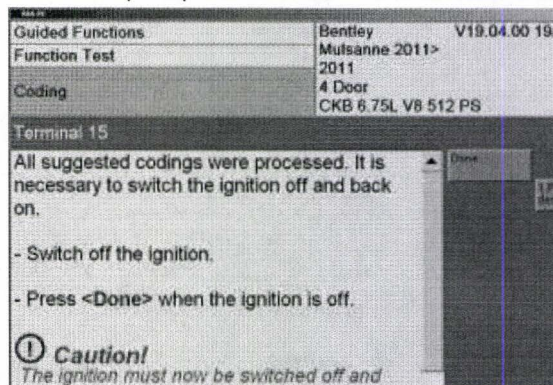 Guided Functions
Function Test
Coding
Bentley V19.04.00 19
Mulsanne 2011>
2011
4 Door
CKB 6.75L V8 512 PS
Terminal 15
All suggested codings were processed. It is
necessary to switch the ignition off and back
on.
- Switch off the ignition.
- Press <Done> when the ignition is off.
Caution!
The ignition must now be switched off and
Done